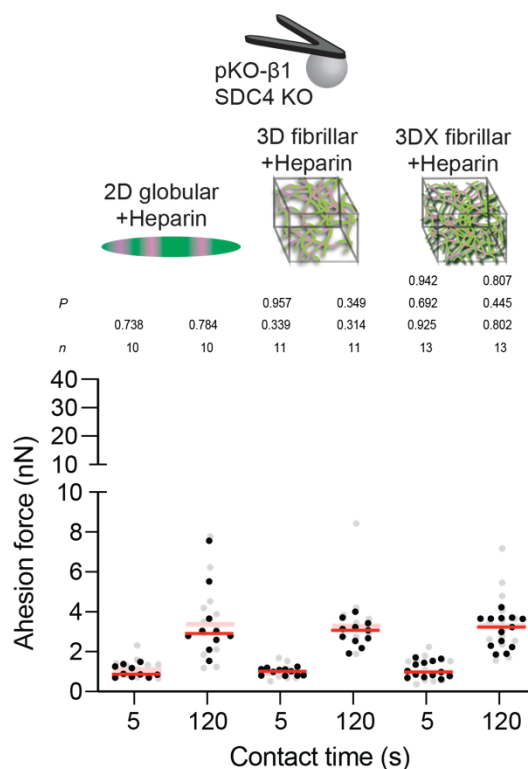 pKO-β1
SDC4 KO
2D globular
+Heparin
3D fibrillar
+Heparin
3DX fibrillar
+Heparin
0.942 0.807
P 0.957 0.349 0.692 0.445
0.738 0.784 0.339 0.314 0.925 0.802
n 10 10 11 11 13 13
Ahesion force (nN)
40
30
20
10
8
6
4
2
0
5 120 5 120 5 120
Contact time (s)